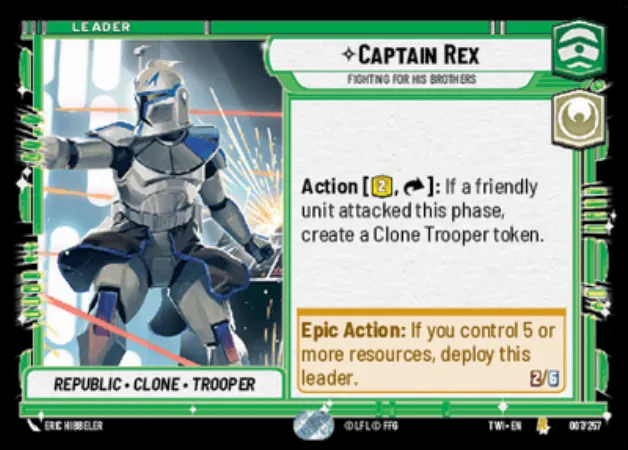 LEADER
CAPTAIN REX
FIGHTING FOR HIS BROTHERS
Action [2, ]: If a friendly
unit attacked this phase,
create a Clone Trooper token.
Epic Action: If you control 5 or
more resources, deploy this
leader.
2/6
REPUBLIC • CLONE • TROOPER
ERIC HIBBELER
©LFL © FFG
TWI • EN
007/257